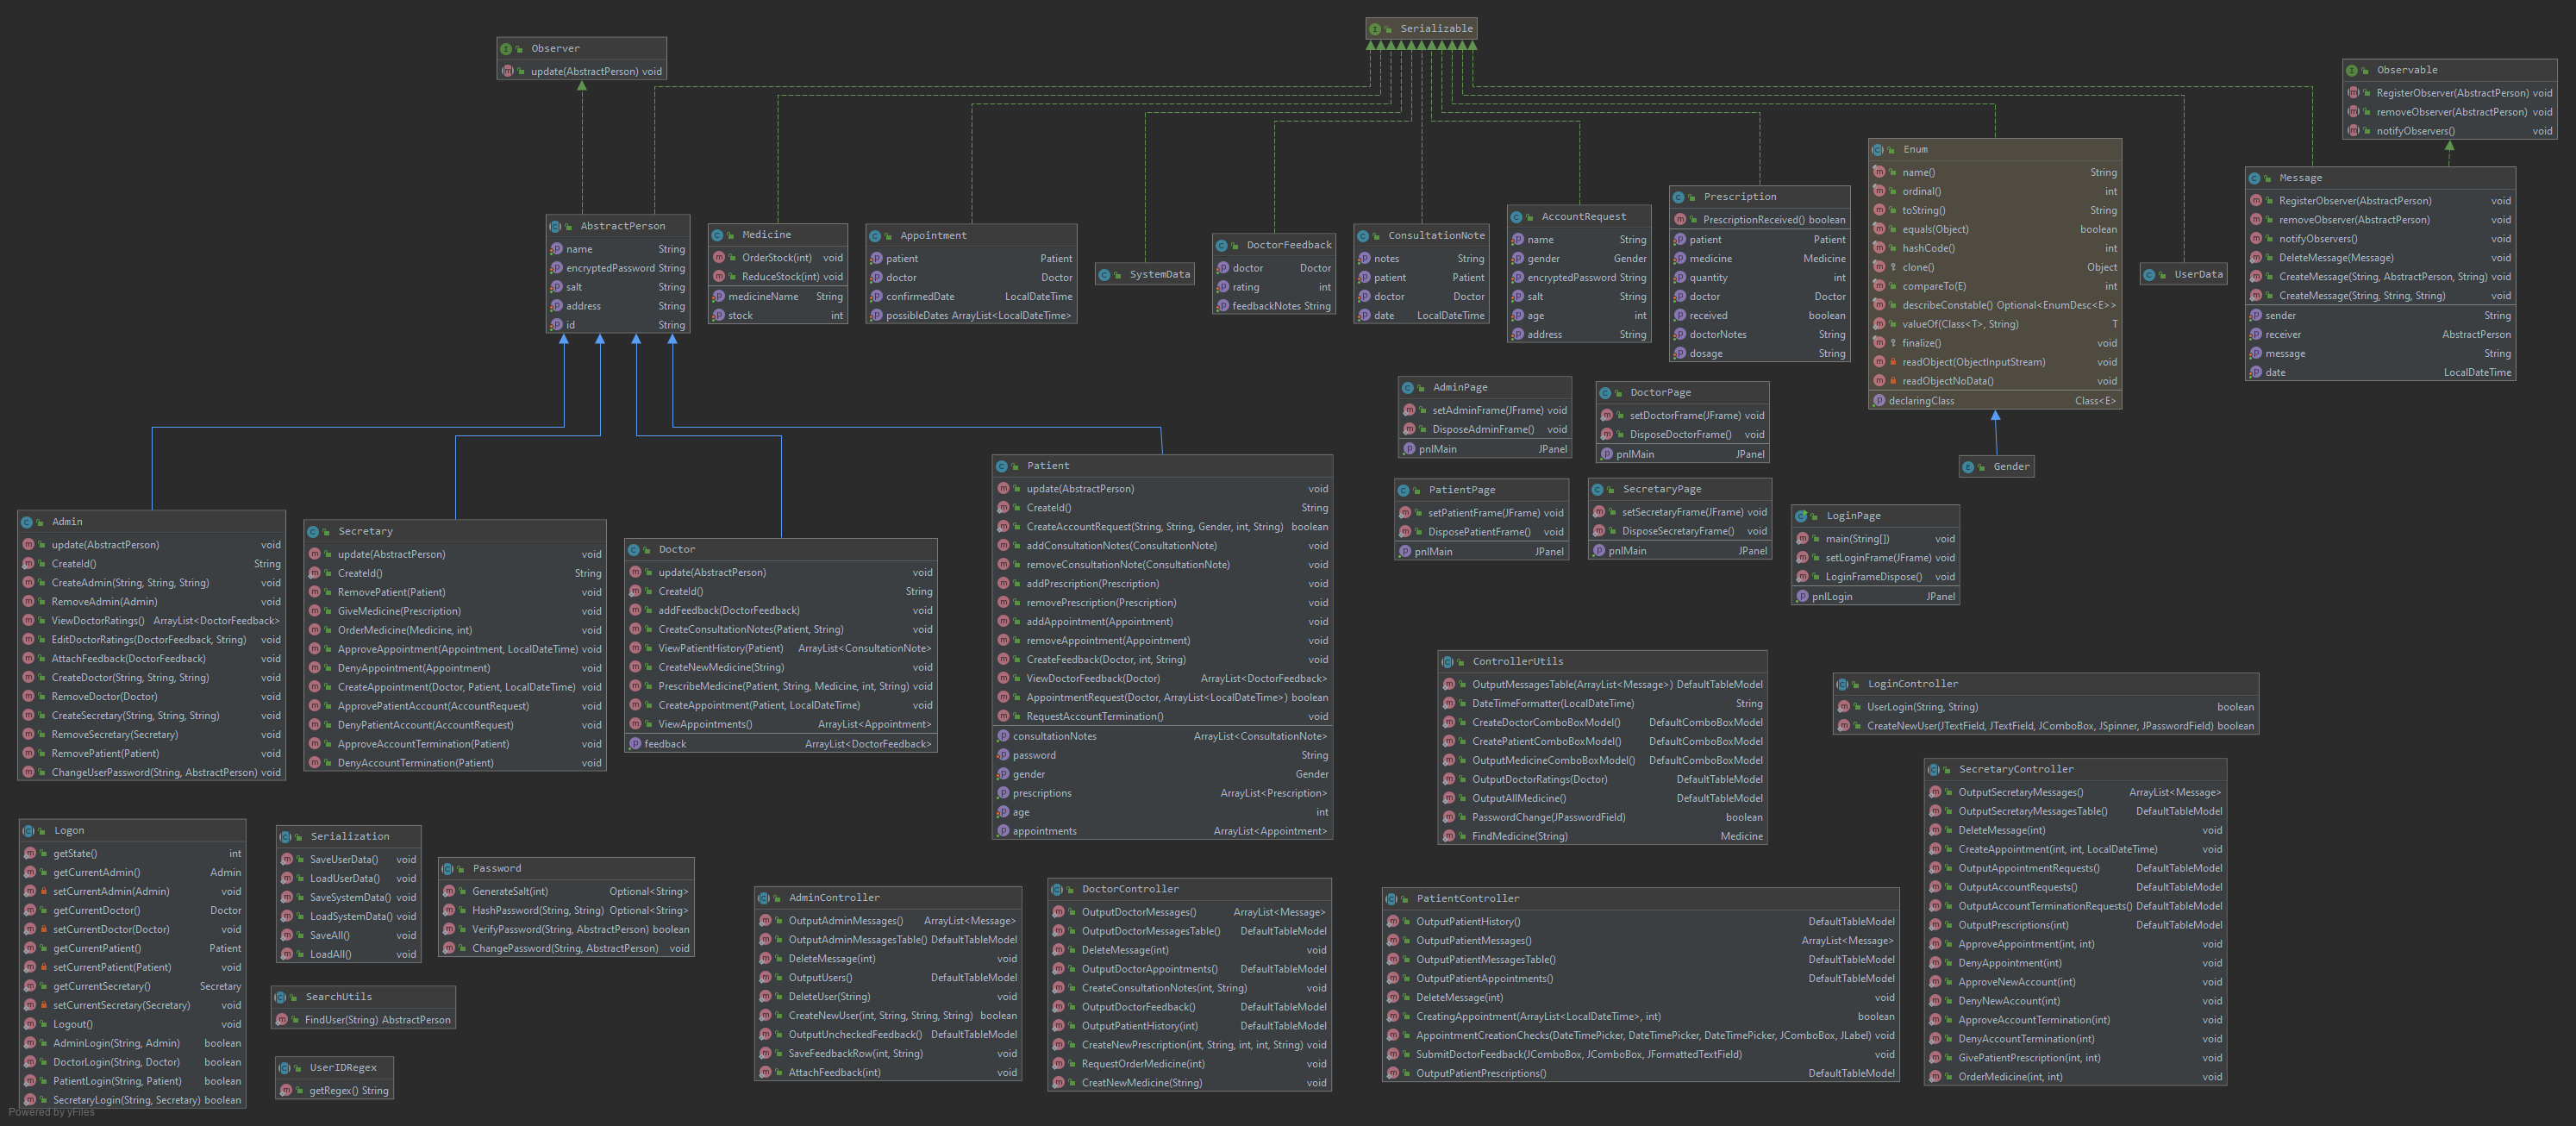 Serializable
Observer
update(AbstractPerson) void
Observable
RegisterObserver(AbstractPerson) void
removeObserver(AbstractPerson) void
notifyObservers() void
Enum
name() String
ordinal() int
toString() String
equals(Object) boolean
hashCode() int
clone() Object
compareTo(E) int
describeConstable() Optional<EnumDesc<E>>
valueOf(Class<T>, String) T
finalize() void
readObject(ObjectInputStream) void
readObjectNoData() void
declaringClass Class<E>
Message
RegisterObserver(AbstractPerson) void
removeObserver(AbstractPerson) void
notifyObservers() void
DeleteMessage(Message) void
CreateMessage(String, AbstractPerson, String) void
CreateMessage(String, String, String) void
sender String
receiver AbstractPerson
message String
date LocalDateTime
AbstractPerson
name String
encryptedPassword String
salt String
address String
id String
Medicine
OrderStock(int) void
ReduceStock(int) void
medicineName String
stock int
Appointment
patient Patient
doctor Doctor
confirmedDate LocalDateTime
possibleDates ArrayList<LocalDateTime>
SystemData
DoctorFeedback
doctor Doctor
rating int
feedbackNotes String
ConsultationNote
notes String
patient Patient
doctor Doctor
date LocalDateTime
AccountRequest
name String
gender Gender
encryptedPassword String
salt String
age int
address String
Prescription
PrescriptionReceived() boolean
patient Patient
medicine Medicine
quantity int
doctor Doctor
received boolean
doctorNotes String
dosage String
UserData
AdminPage
setAdminFrame(JFrame) void
DisposeAdminFrame() void
pnlMain JPanel
DoctorPage
setDoctorFrame(JFrame) void
DisposeDoctorFrame() void
pnlMain JPanel
PatientPage
setPatientFrame(JFrame) void
DisposePatientFrame() void
pnlMain JPanel
SecretaryPage
setSecretaryFrame(JFrame) void
DisposeSecretaryFrame() void
pnlMain JPanel
Gender
LoginPage
main(String[]) void
setLoginFrame(JFrame) void
LoginFrameDispose() void
pnlLogin JPanel
Admin
update(AbstractPerson) void
CreateId() String
CreateAdmin(String, String, String) void
RemoveAdmin(Admin) void
ViewDoctorRatings() ArrayList<DoctorFeedback>
EditDoctorRatings(DoctorFeedback, String) void
AttachFeedback(DoctorFeedback) void
CreateDoctor(String, String, String) void
RemoveDoctor(Doctor) void
CreateSecretary(String, String, String) void
RemoveSecretary(Secretary) void
RemovePatient(Patient) void
ChangeUserPassword(String, AbstractPerson) void
Secretary
update(AbstractPerson) void
CreateId() String
RemovePatient(Patient) void
GiveMedicine(Prescription) void
OrderMedicine(Medicine, int) void
ApproveAppointment(Appointment, LocalDateTime) void
DenyAppointment(Appointment) void
CreateAppointment(Doctor, Patient, LocalDateTime) void
ApprovePatientAccount(AccountRequest) void
DenyPatientAccount(AccountRequest) void
ApproveAccountTermination(Patient) void
DenyAccountTermination(Patient) void
Doctor
update(AbstractPerson) void
CreateId() String
addFeedback(DoctorFeedback) void
CreateConsultationNotes(Patient, String) void
ViewPatientHistory(Patient) ArrayList<ConsultationNote>
CreateNewMedicine(String) void
PrescribeMedicine(Patient, String, Medicine, int, String) void
CreateAppointment(Patient, LocalDateTime) void
ViewAppointments() ArrayList<Appointment>
feedback ArrayList<DoctorFeedback>
Patient
update(AbstractPerson) void
CreateId() String
CreateAccountRequest(String, String, Gender, int, String) boolean
addConsultationNotes(ConsultationNote) void
removeConsultationNote(ConsultationNote) void
addPrescription(Prescription) void
removePrescription(Prescription) void
addAppointment(Appointment) void
removeAppointment(Appointment) void
CreateFeedback(Doctor, int, String) void
ViewDoctorFeedback(Doctor) ArrayList<DoctorFeedback>
AppointmentRequest(Doctor, ArrayList<LocalDateTime>) boolean
RequestAccountTermination() void
consultationNotes ArrayList<ConsultationNote>
password String
gender Gender
prescriptions ArrayList<Prescription>
age int
appointments ArrayList<Appointment>
ControllerUtils
OutputMessagesTable(ArrayList<Message>) DefaultTableModel
DateTimeFormatter(LocalDateTime) String
CreateDoctorComboBoxModel() DefaultComboBoxModel
CreatePatientComboBoxModel() DefaultComboBoxModel
OutputMedicineComboBoxModel() DefaultComboBoxModel
OutputDoctorRatings(Doctor) DefaultTableModel
OutputAllMedicine() DefaultTableModel
PasswordChange(JPasswordField) boolean
FindMedicine(String) Medicine
LoginController
UserLogin(String, String) boolean
CreateNewUser(JTextField, JTextField, JComboBox, JSpinner, JPasswordField) boolean
SecretaryController
OutputSecretaryMessages() ArrayList<Message>
OutputSecretaryMessagesTable() DefaultTableModel
DeleteMessage(int) void
CreateAppointment(int, int, LocalDateTime) void
OutputAppointmentRequests() DefaultTableModel
OutputAccountRequests() DefaultTableModel
OutputAccountTerminationRequests() DefaultTableModel
OutputPrescriptions(int) DefaultTableModel
ApproveAppointment(int, int) void
DenyAppointment(int) void
ApproveNewAccount(int) void
DenyNewAccount(int) void
ApproveAccountTermination(int) void
DenyAccountTermination(int) void
GivePatientPrescription(int, int) void
OrderMedicine(int, int) void
Logon
getState() int
getCurrentAdmin() Admin
setCurrentAdmin(Admin) void
getCurrentDoctor() Doctor
setCurrentDoctor(Doctor) void
getCurrentPatient() Patient
setCurrentPatient(Patient) void
getCurrentSecretary() Secretary
setCurrentSecretary(Secretary) void
Logout() void
AdminLogin(String, Admin) boolean
DoctorLogin(String, Doctor) boolean
PatientLogin(String, Patient) boolean
SecretaryLogin(String, Secretary) boolean
Serialization
SaveUserData() void
LoadUserData() void
SaveSystemData() void
LoadSystemData() void
SaveAll() void
LoadAll() void
Password
GenerateSalt(int) Optional<String>
HashPassword(String, String) Optional<String>
VerifyPassword(String, AbstractPerson) boolean
ChangePassword(String, AbstractPerson) void
SearchUtils
FindUser(String) AbstractPerson
UserIDRegex
getRegex() String
AdminController
OutputAdminMessages() ArrayList<Message>
OutputAdminMessagesTable() DefaultTableModel
DeleteMessage(int) void
OutputUsers() DefaultTableModel
DeleteUser(String) void
CreateNewUser(int, String, String, String) boolean
OutputUncheckedFeedback() DefaultTableModel
SaveFeedbackRow(int, String) void
AttachFeedback(int) void
DoctorController
OutputDoctorMessages() ArrayList<Message>
OutputDoctorMessagesTable() DefaultTableModel
DeleteMessage(int) void
OutputDoctorAppointments() DefaultTableModel
CreateConsultationNotes(int, String) void
OutputDoctorFeedback() DefaultTableModel
OutputPatientHistory(int) DefaultTableModel
CreateNewPrescription(int, String, int, int, String) void
RequestOrderMedicine(int) void
CreatNewMedicine(String) void
PatientController
OutputPatientHistory() DefaultTableModel
OutputPatientMessages() ArrayList<Message>
OutputPatientMessagesTable() DefaultTableModel
OutputPatientAppointments() DefaultTableModel
DeleteMessage(int) void
CreatingAppointment(ArrayList<LocalDateTime>, int) boolean
AppointmentCreationChecks(DateTimePicker, DateTimePicker, DateTimePicker, JComboBox, JLabel) void
SubmitDoctorFeedback(JComboBox, JComboBox, JFormattedTextField) void
OutputPatientPrescriptions() DefaultTableModel
Powered by yFiles